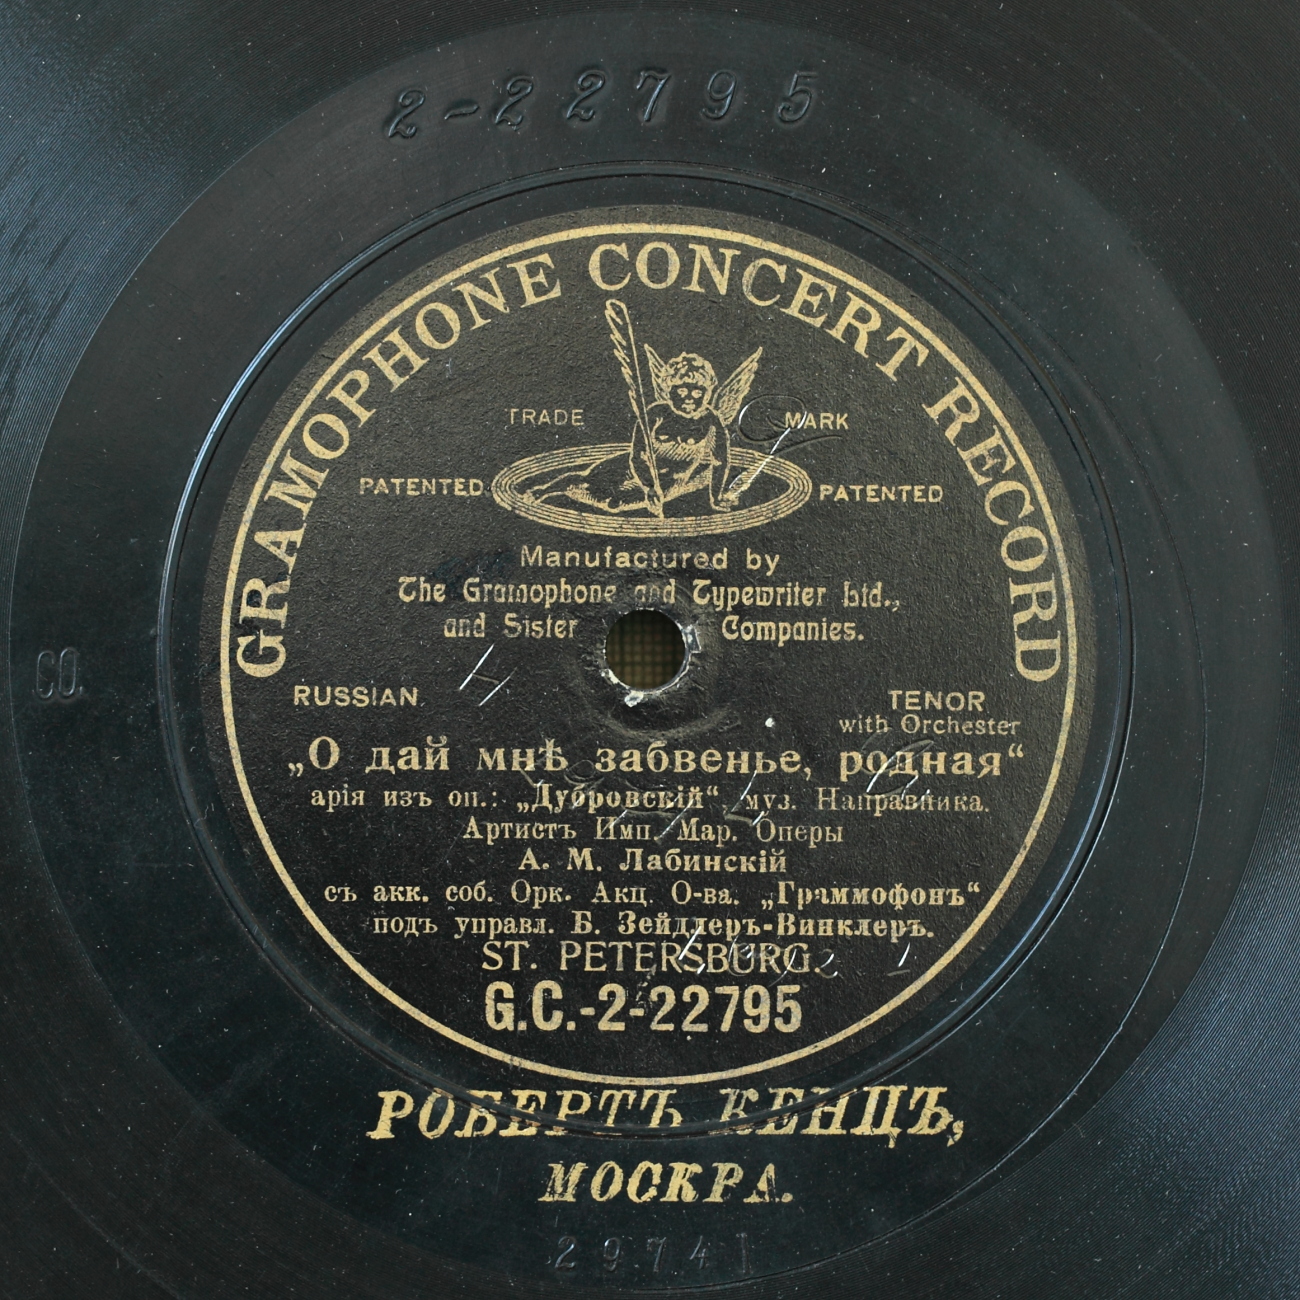 2-22795
GRAMOPHONE CONCERT RECORD
TRADE MARK
PATENTED PATENTED
Manufactured by
The Gramophone and Typewriter Ltd.,
and Sister Companies.
CO.
RUSSIAN
TENOR
with Orchester
„О дай мнѣ забвенье, родная“
арія изъ оп.: „Дубровскій“, муз. Направника.
Артистъ Имп. Мар. Оперы
А. М. Лабинскій
съ акк. соб. Орк. Акц. О-ва. „Граммофонъ“
подъ управл. Б. Зейдлеръ-Винклеръ.
ST. PETERSBURG.
G.C.-2-22795
РОБЕРТЪ КЕНЦЪ,
МОСКВА.
29741